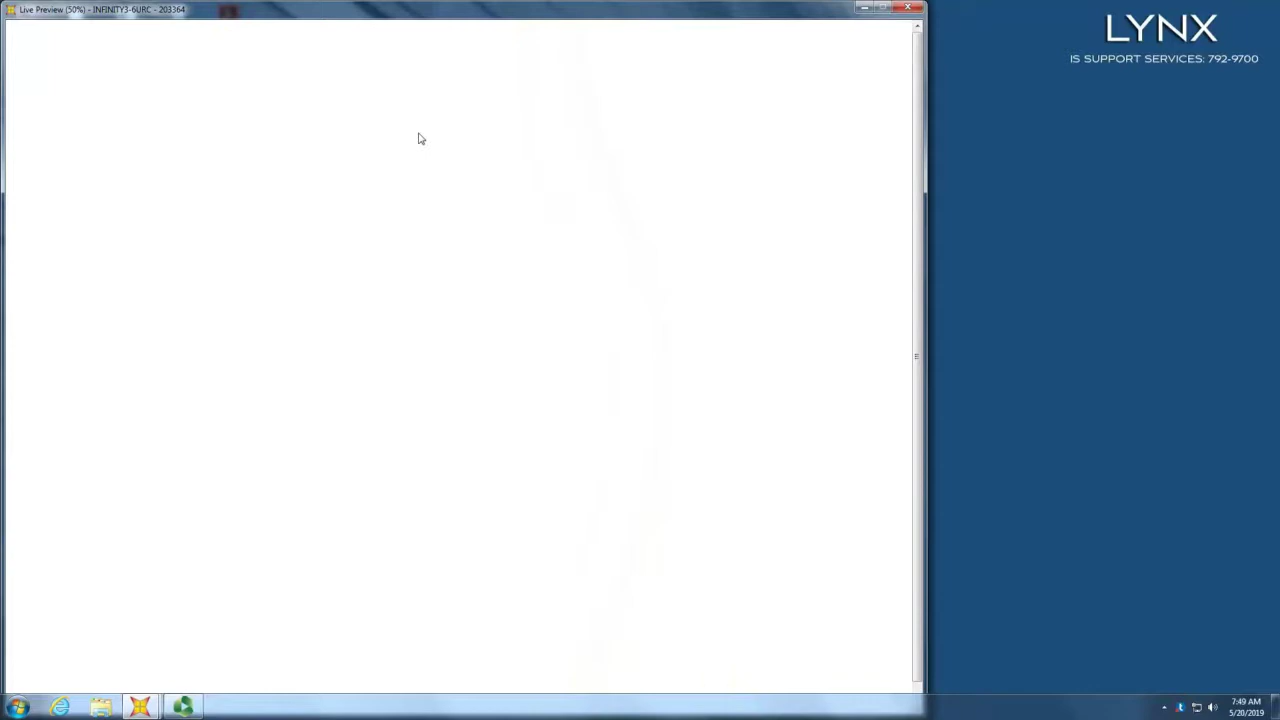 Live Preview (50%) - INFINITY3-6URC - 203364
LYNX
IS SUPPORT SERVICES: 792-9700
7:49 AM
5/20/2019